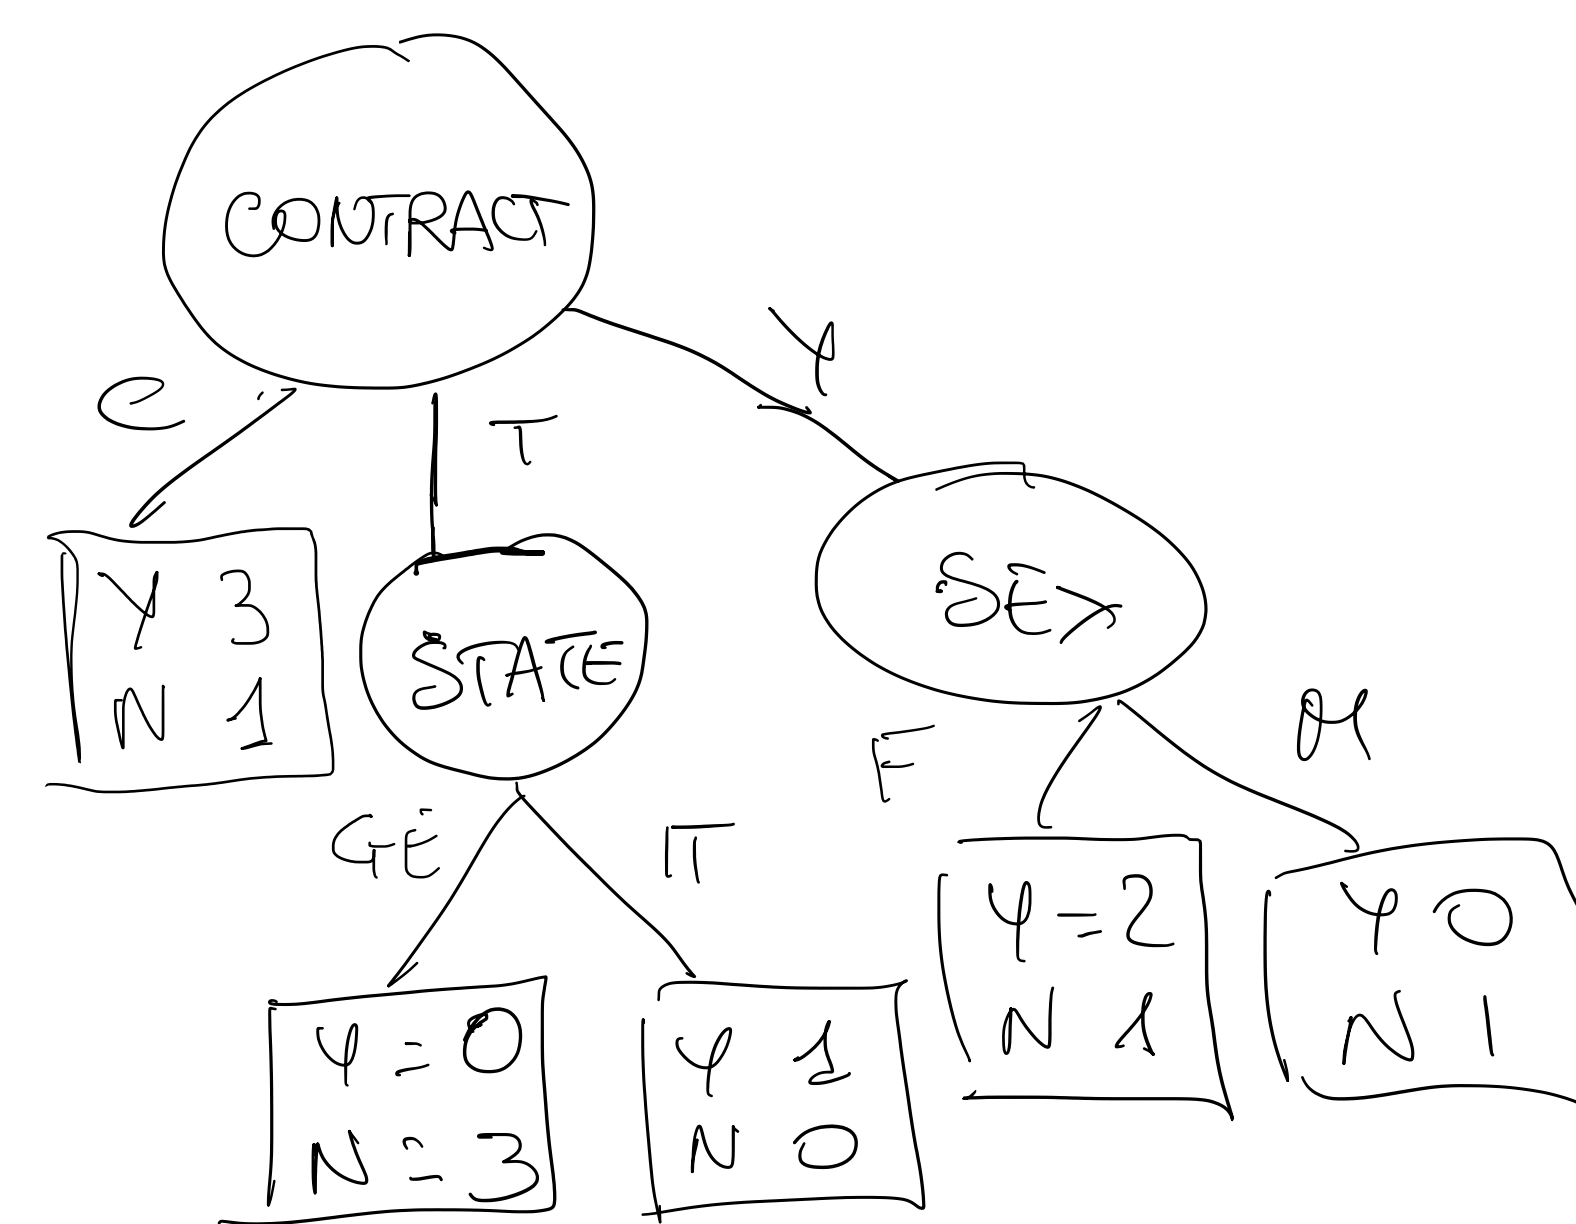 CONTRACT
C
T
Y
Y 3
N 1
STATE
SEX
GE
IT
F
M
Y = 0
N = 3
Y 1
N 0
Y = 2
N 1
Y 0
N 1